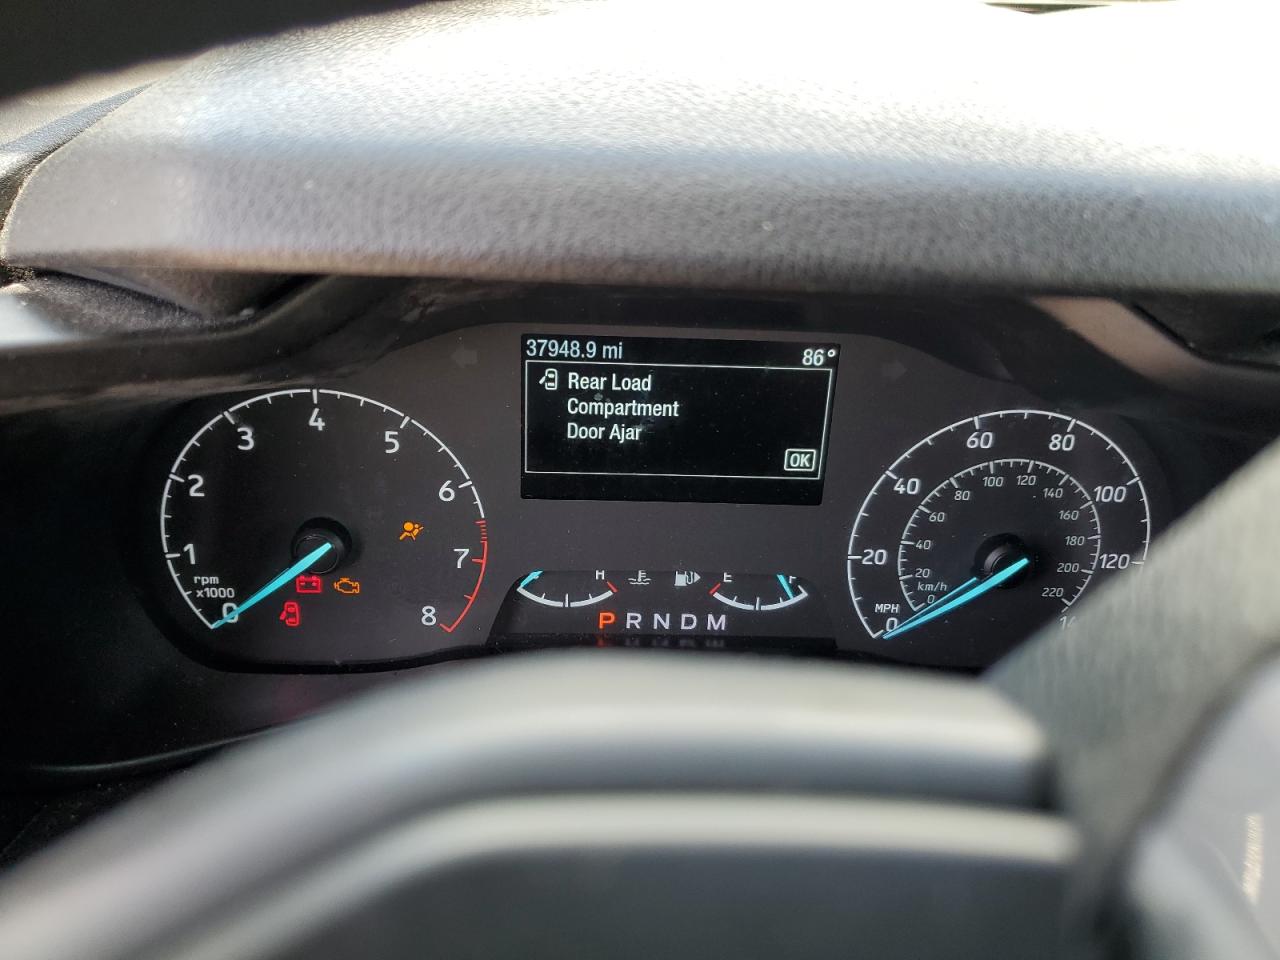 37948.9 mi 86°
Rear Load
Compartment
Door Ajar
OK
0 1 2 3 4 5 6 7 8
rpm
x1000
H E F
P R N D M
0 20 40 60 80 100 120
MPH
0 20 40 60 80 100 120 140 160 180 200 220
km/h